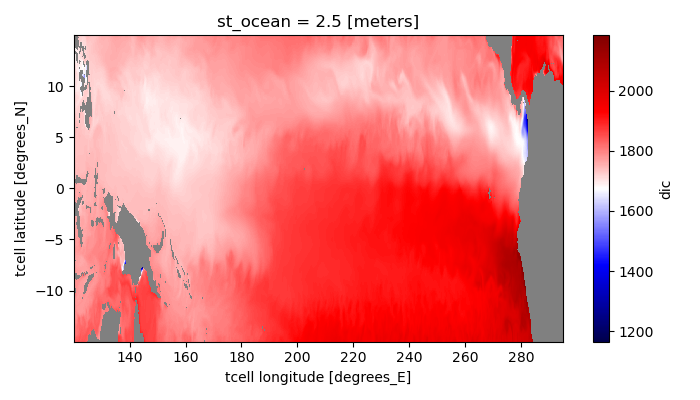 st_ocean = 2.5 [meters]
10
5
0
−5
−10
tcell latitude [degrees_N]
140 160 180 200 220 240 260 280
tcell longitude [degrees_E]
2000
1800
1600
1400
1200
dic